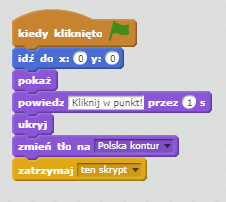 kiedy kliknięto
idź do x: 0 y: 0
pokaż
powiedz Kliknij w punkt! przez 1 s
ukryj
zmień tło na Polska kontur
zatrzymaj ten skrypt